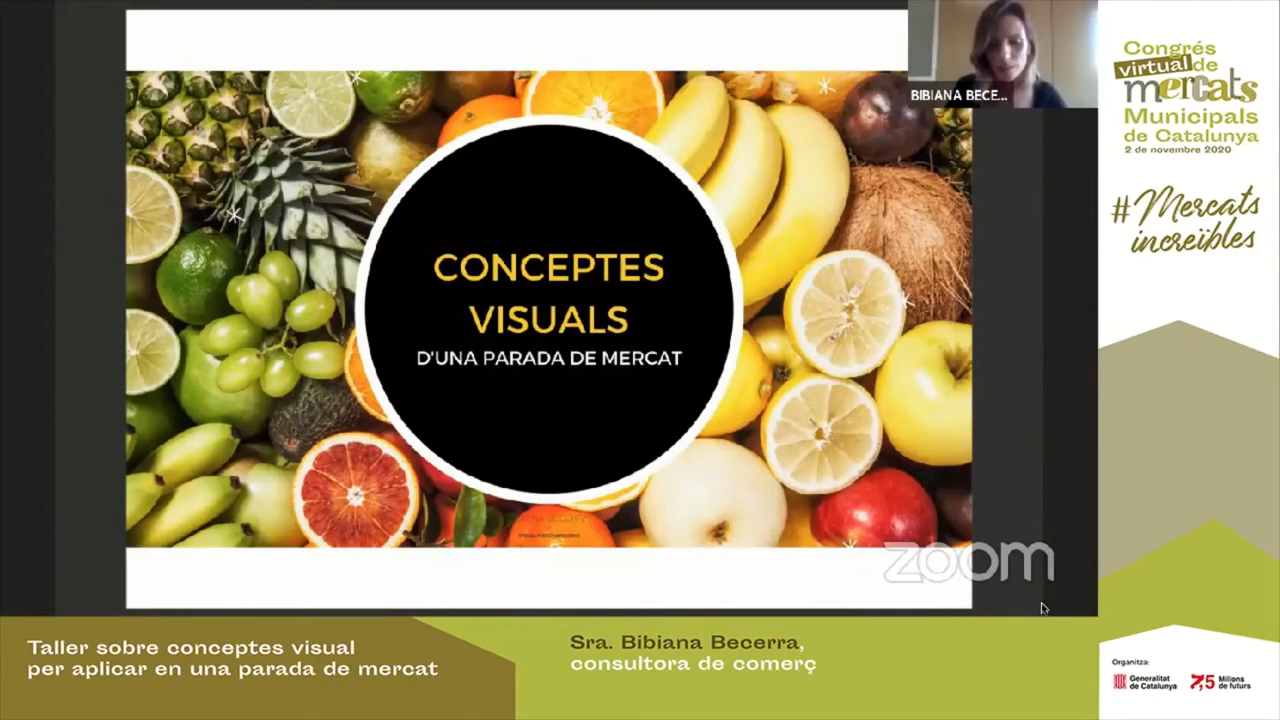 CONCEPTES
VISUALS
D'UNA PARADA DE MERCAT
BIBIANA BECE...
zoom
Congrés
virtual de
mercats
Municipals
de Catalunya
2 de novembre 2020
#Mercats
increïbles
Taller sobre conceptes visual
per aplicar en una parada de mercat
Sra. Bibiana Becerra,
consultora de comerç
Organitza:
Generalitat
de Catalunya
7,5 Milions
de futurs